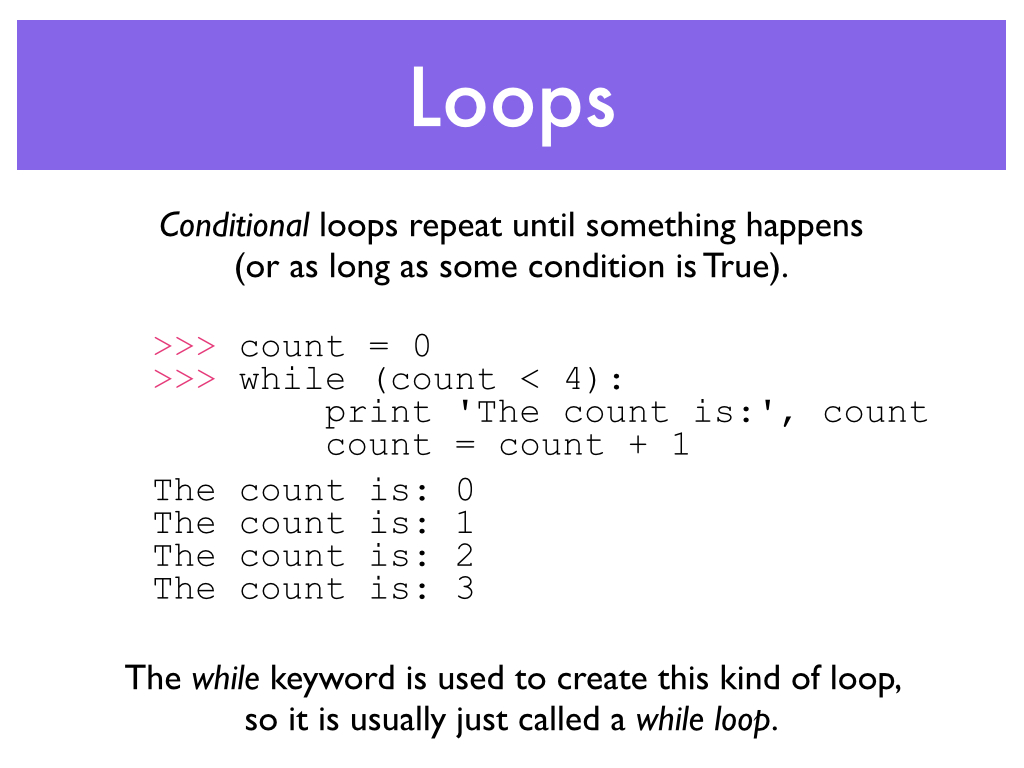 Loops
Conditional loops repeat until something happens
(or as long as some condition is True).
>>> count = 0
>>> while (count < 4):
        print 'The count is:', count
        count = count + 1
The count is: 0
The count is: 1
The count is: 2
The count is: 3
The while keyword is used to create this kind of loop,
so it is usually just called a while loop.